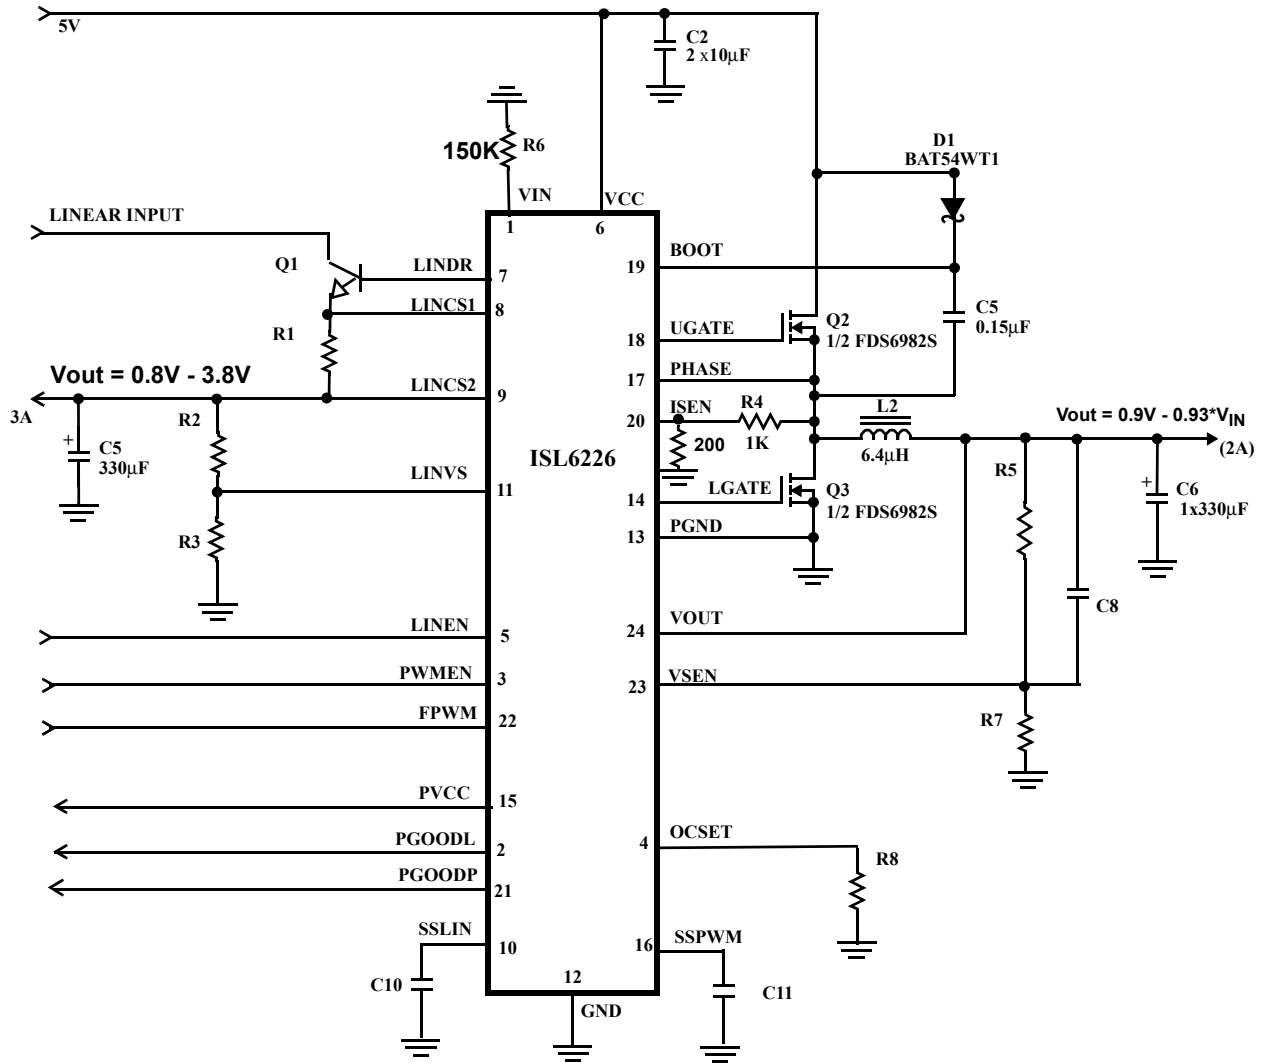 5V
C2
2 x10µF
150K
R6
D1
BAT54WT1
VIN
VCC
LINEAR INPUT
1
6
BOOT
19
Q1
LINDR
7
LINCS1
8
C5
0.15µF
R1
UGATE
18
Q2
1/2 FDS6982S
Vout = 0.8V - 3.8V
PHASE
17
LINCS2
9
3A
ISEN
20
R4
1K
L2
6.4µH
Vout = 0.9V - 0.93*VIN
(2A)
R2
+
C5
330µF
200
ISL6226
R5
LINVS
11
LGATE
14
Q3
1/2 FDS6982S
+
C6
1x330µF
PGND
13
R3
C8
LINEN
5
VOUT
24
PWMEN
3
VSEN
23
FPWM
22
R7
PVCC
15
PGOODL
2
OCSET
4
R8
PGOODP
21
SSLIN
10
SSPWM
16
C10
12
GND
C11